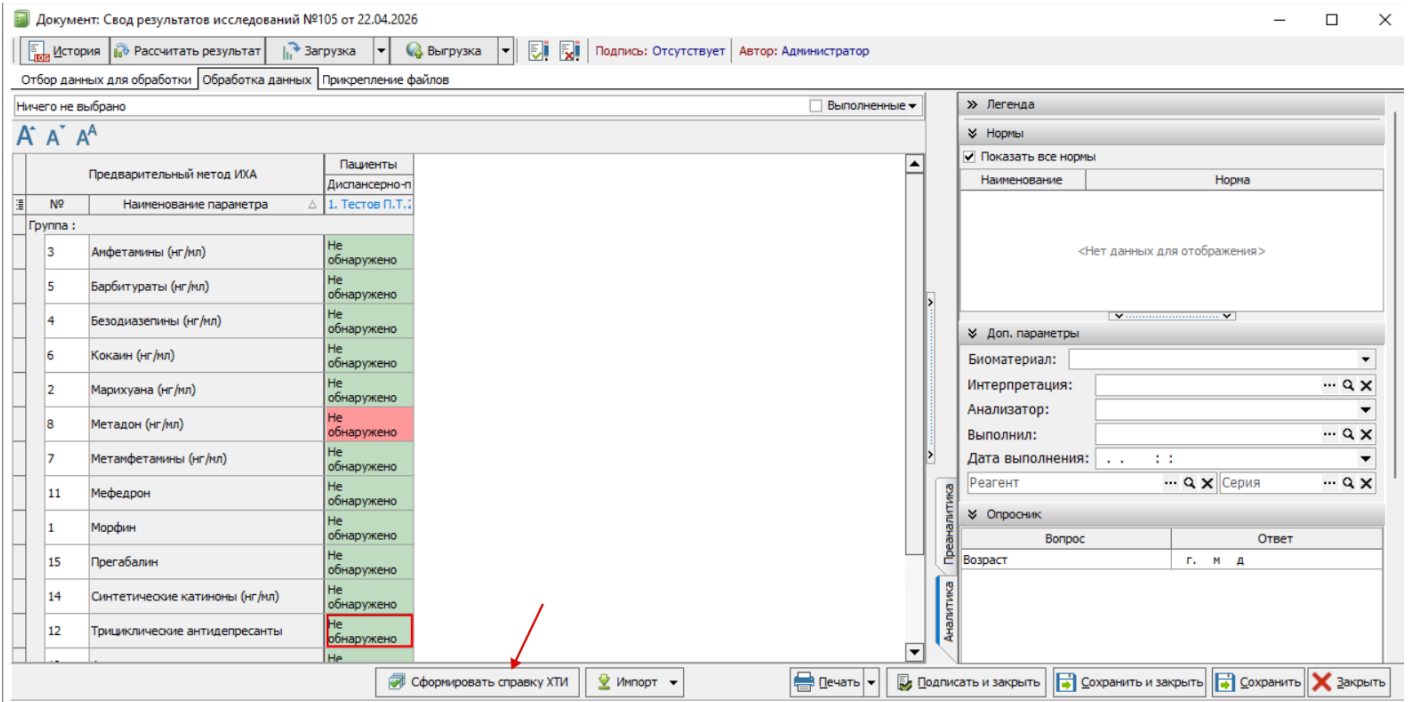 Документ: Свод результатов исследований №105 от 22.04.2026
LOG История Рассчитать результат Загрузка Выгрузка Подпись: Отсутствует Автор: Администратор
Отбор данных для обработки Обработка данных Прикрепление файлов
Ничего не выбрано Выполненные
A A AA
Предварительный метод ИХА Пациенты
Диспансерно-п
№ Наименование параметра 1. Тестов П.Т.
Группа :
3 Амфетамины (нг/мл) Не обнаружено
5 Барбитураты (нг/мл) Не обнаружено
4 Безодиазепины (нг/мл) Не обнаружено
6 Кокаин (нг/мл) Не обнаружено
2 Марихуана (нг/мл) Не обнаружено
8 Метадон (нг/мл) Не обнаружено
7 Метамфетамины (нг/мл) Не обнаружено
11 Мефедрон Не обнаружено
1 Морфин Не обнаружено
15 Прегабалин Не обнаружено
14 Синтетические катиноны (нг/мл) Не обнаружено
12 Трициклические антидепресанты Не обнаружено
Не
Преаналитика
Аналитика
Легенда
Нормы
Показать все нормы
Наименование Норма
<Нет данных для отображения>
Доп. параметры
Биоматериал:
Интерпретация:
Анализатор:
Выполнил:
Дата выполнения: . . : :
Реагент Серия
Опросник
Вопрос Ответ
Возраст г. м д
Сформировать справку ХТИ Импорт Печать Подписать и закрыть Сохранить и закрыть Сохранить Закрыть